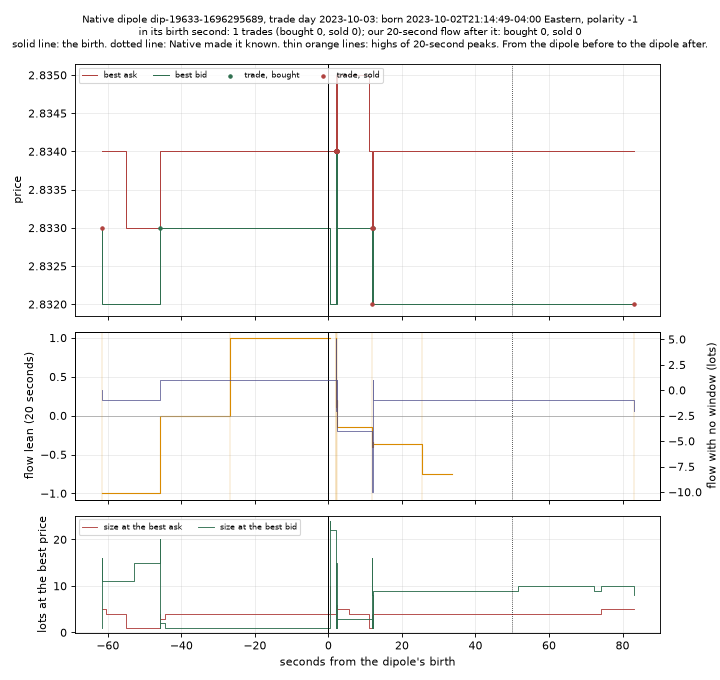 Native dipole dip-19633-1696295689, trade day 2023-10-03: born 2023-10-02T21:14:49-04:00 Eastern, polarity -1
in its birth second: 1 trades (bought 0, sold 0); our 20-second flow after it: bought 0, sold 0
solid line: the birth. dotted line: Native made it known. thin orange lines: highs of 20-second peaks. From the dipole before to the dipole after.
best ask best bid trade, bought trade, sold
2.8350
2.8345
2.8340
2.8335
2.8330
2.8325
2.8320
price
1.0
0.5
0.0
−0.5
−1.0
flow lean (20 seconds)
5.0
2.5
0.0
−2.5
−5.0
−7.5
−10.0
flow with no window (lots)
size at the best ask size at the best bid
20
10
0
lots at the best price
−60 −40 −20 0 20 40 60 80
seconds from the dipole's birth